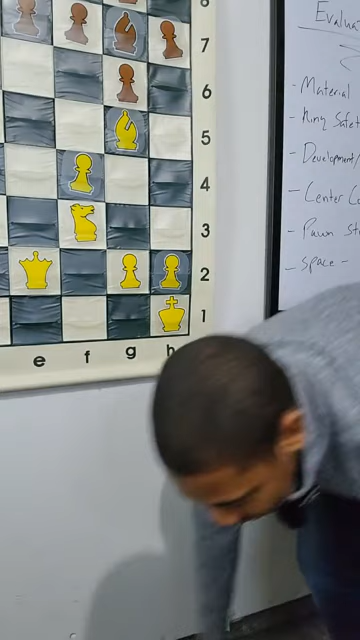 8
7
6
5
4
3
2
1
e f g h
Evalua
- Material
- King Safet
- Development/
- Center Co
- Pawn St
- Space -